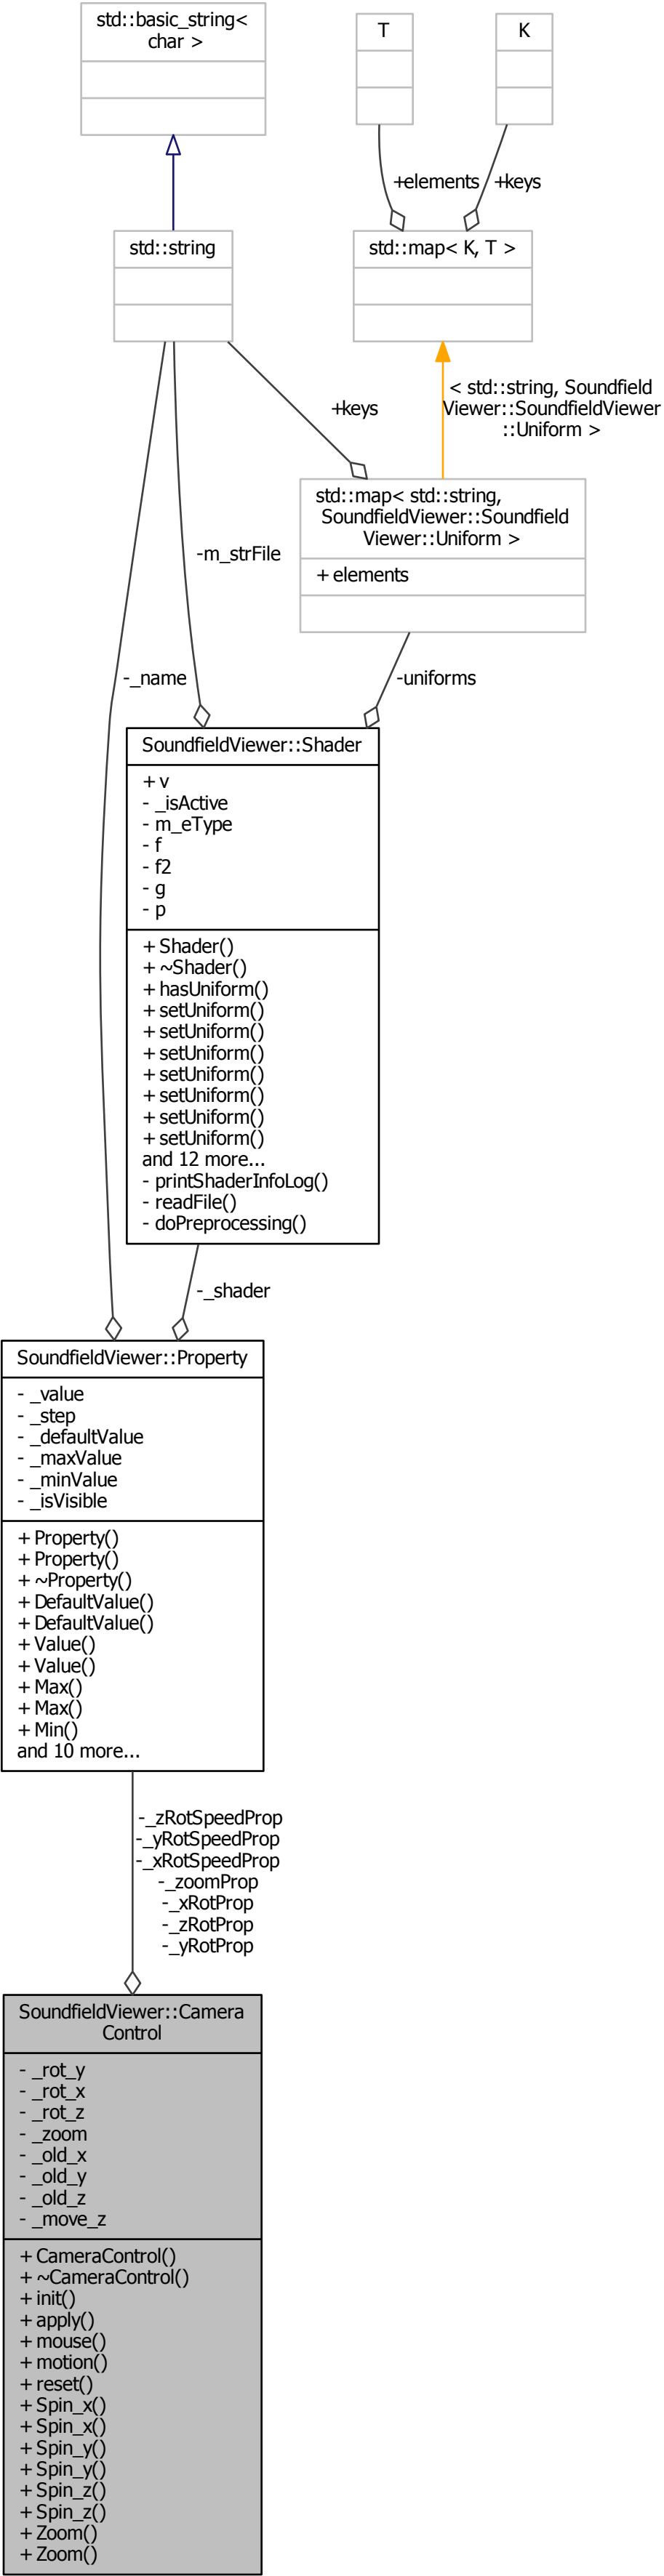 std::basic_string<
char >
T
K
+elements
+keys
std::string
std::map< K, T >
< std::string, Soundfield
Viewer::SoundfieldViewer
::Uniform >
+keys
std::map< std::string,
SoundfieldViewer::Soundfield
Viewer::Uniform >
+ elements
-m_strFile
-_name
-uniforms
SoundfieldViewer::Shader
+ v
- _isActive
- m_eType
- f
- f2
- g
- p
+ Shader()
+ ~Shader()
+ hasUniform()
+ setUniform()
+ setUniform()
+ setUniform()
+ setUniform()
+ setUniform()
+ setUniform()
+ setUniform()
and 12 more...
- printShaderInfoLog()
- readFile()
- doPreprocessing()
-_shader
SoundfieldViewer::Property
- _value
- _step
- _defaultValue
- _maxValue
- _minValue
- _isVisible
+ Property()
+ Property()
+ ~Property()
+ DefaultValue()
+ DefaultValue()
+ Value()
+ Value()
+ Max()
+ Max()
+ Min()
and 10 more...
-_zRotSpeedProp
-_yRotSpeedProp
-_xRotSpeedProp
-_zoomProp
-_xRotProp
-_zRotProp
-_yRotProp
SoundfieldViewer::Camera
Control
- _rot_y
- _rot_x
- _rot_z
- _zoom
- _old_x
- _old_y
- _old_z
- _move_z
+ CameraControl()
+ ~CameraControl()
+ init()
+ apply()
+ mouse()
+ motion()
+ reset()
+ Spin_x()
+ Spin_x()
+ Spin_y()
+ Spin_y()
+ Spin_z()
+ Spin_z()
+ Zoom()
+ Zoom()